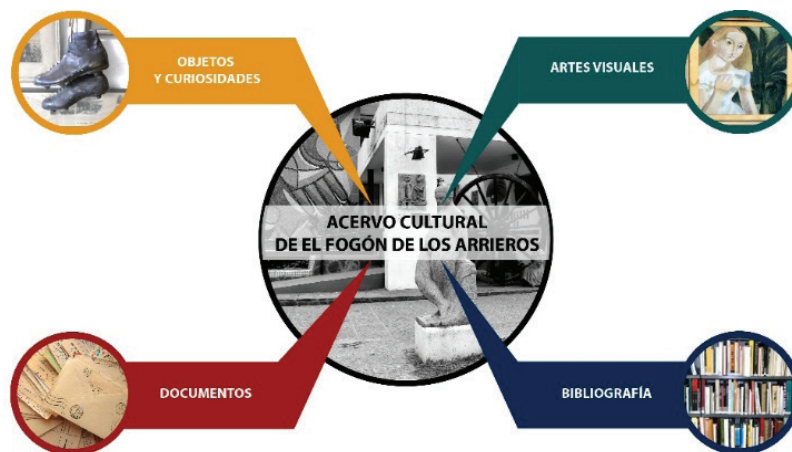 OBJETOS
Y CURIOSIDADES
ARTES VISUALES
ACERVO CULTURAL
DE EL FOGÓN DE LOS ARRIEROS
DOCUMENTOS
BIBLIOGRAFÍA